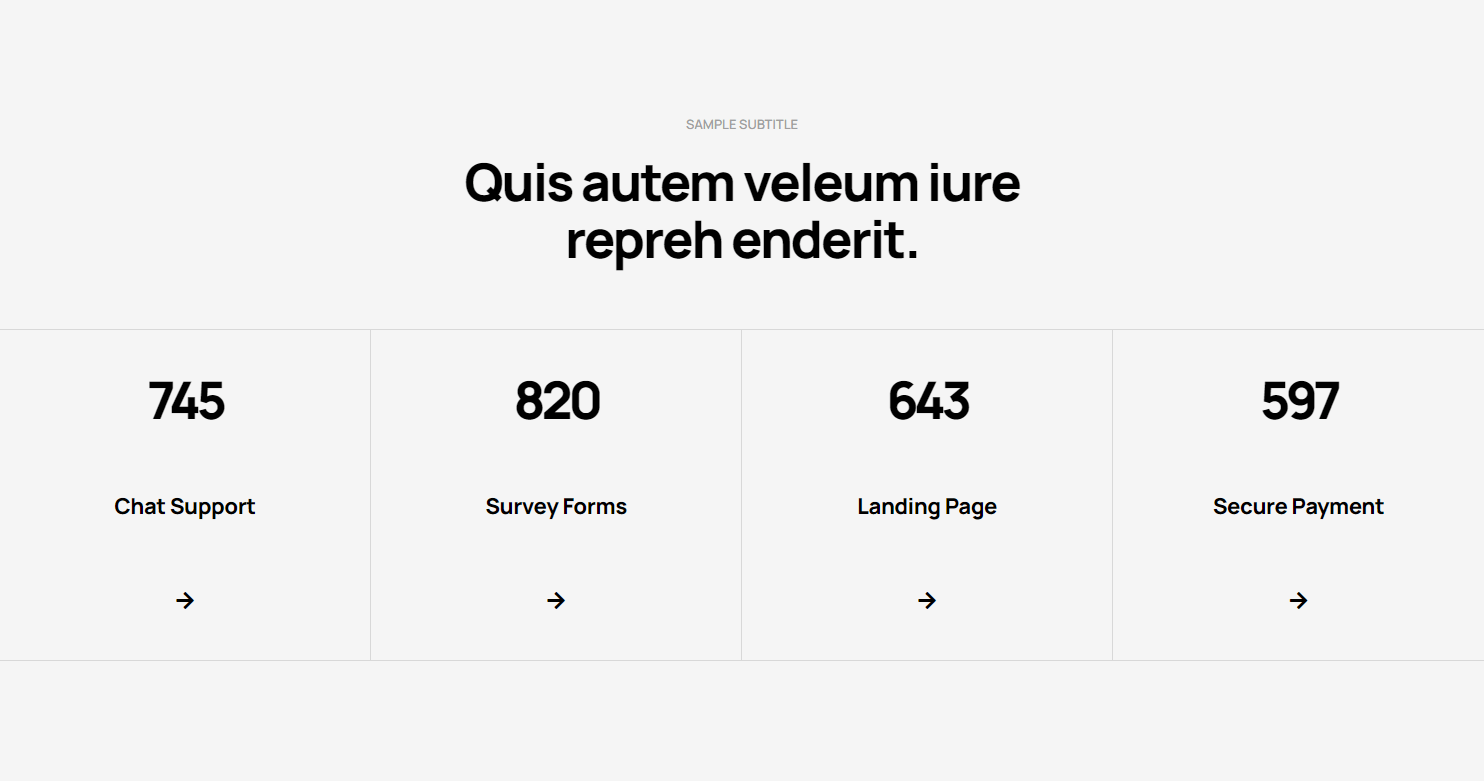 SAMPLE SUBTITLE
Quis autem veleum iure
repreh enderit.
745
820
643
597
Chat Support
Survey Forms
Landing Page
Secure Payment
→
→
→
→